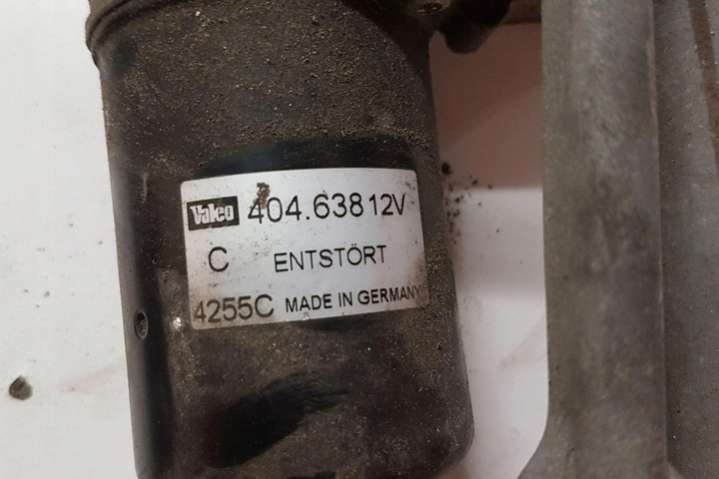 Valeo 404.638 12V
C ENTSTÖRT
4255C MADE IN GERMANY